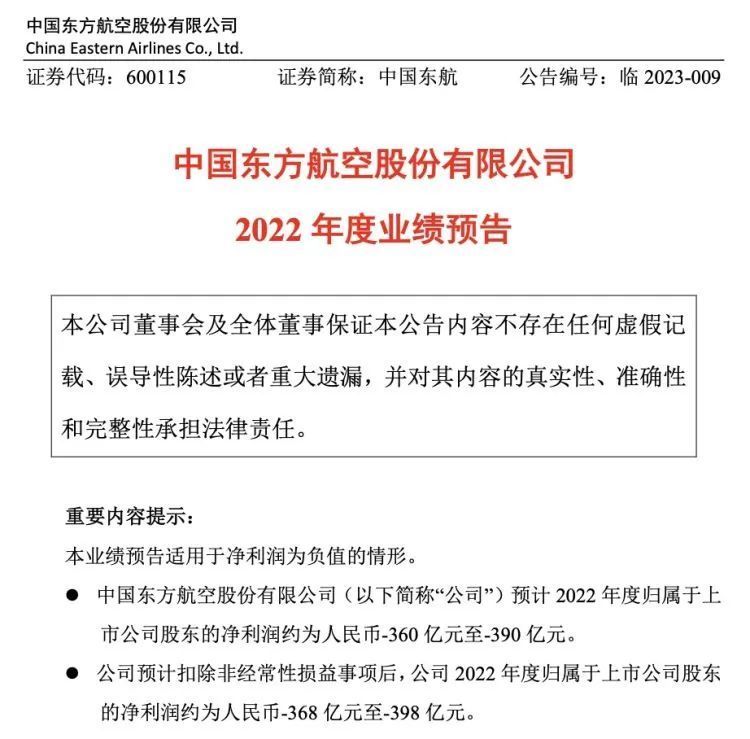 中国东方航空股份有限公司
China Eastern Airlines Co., Ltd.
证券代码：600115 证券简称：中国东航 公告编号：临 2023-009
中国东方航空股份有限公司
2022 年度业绩预告
本公司董事会及全体董事保证本公告内容不存在任何虚假记
载、误导性陈述或者重大遗漏，并对其内容的真实性、准确性
和完整性承担法律责任。
重要内容提示：
本业绩预告适用于净利润为负值的情形。
● 中国东方航空股份有限公司（以下简称“公司”）预计 2022 年度归属于上
市公司股东的净利润约为人民币-360 亿元至-390 亿元。
● 公司预计扣除非经常性损益事项后，公司 2022 年度归属于上市公司股东
的净利润约为人民币-368 亿元至-398 亿元。